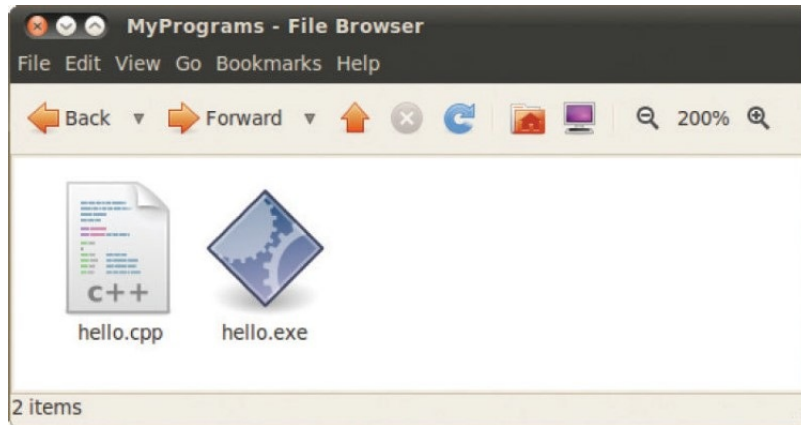 MyPrograms - File Browser
File Edit View Go Bookmarks Help
Back Forward 200%
c++
hello.cpp hello.exe
2 items